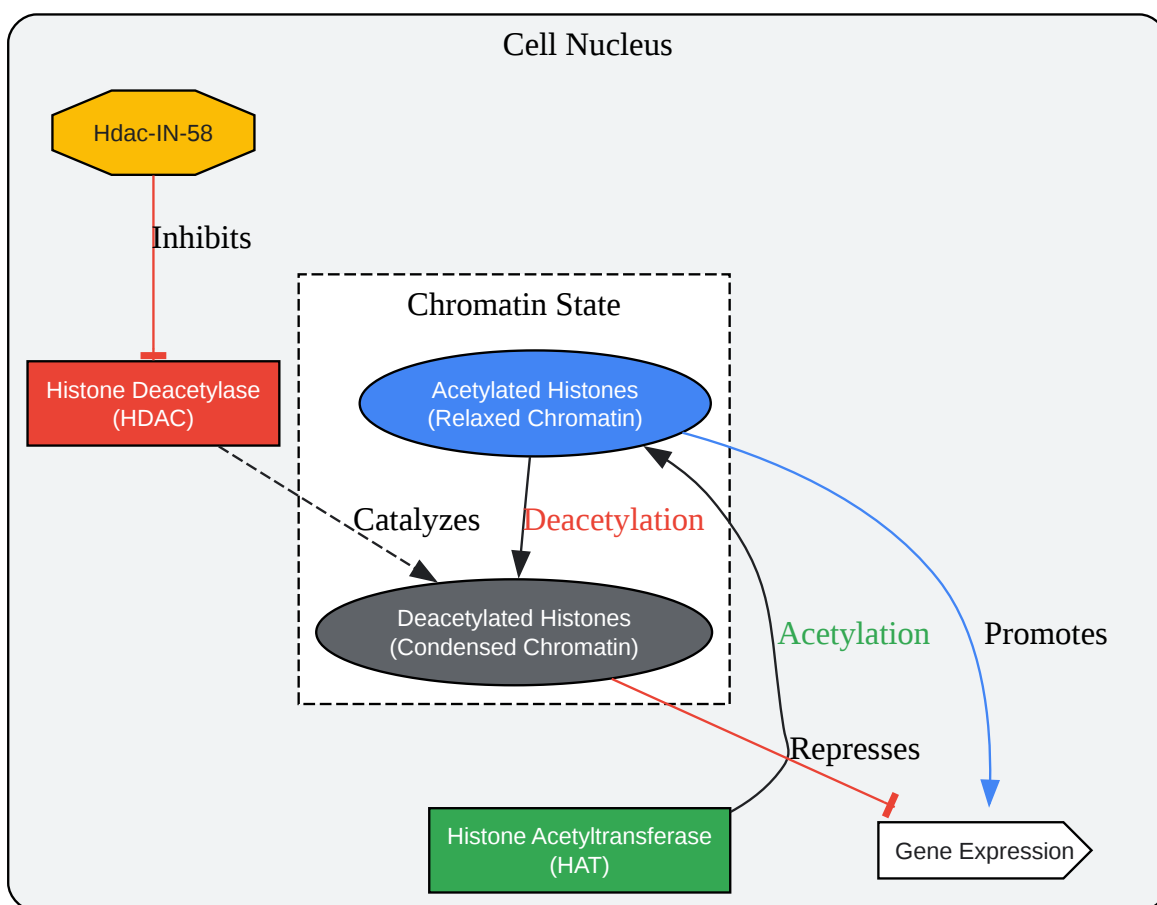 Cell Nucleus
Hdac-IN-58
Inhibits
Chromatin State
Histone Deacetylase
(HDAC)
Acetylated Histones
(Relaxed Chromatin)
Catalyzes
Deacetylation
Deacetylated Histones
(Condensed Chromatin)
Acetylation
Promotes
Represses
Histone Acetyltransferase
(HAT)
Gene Expression